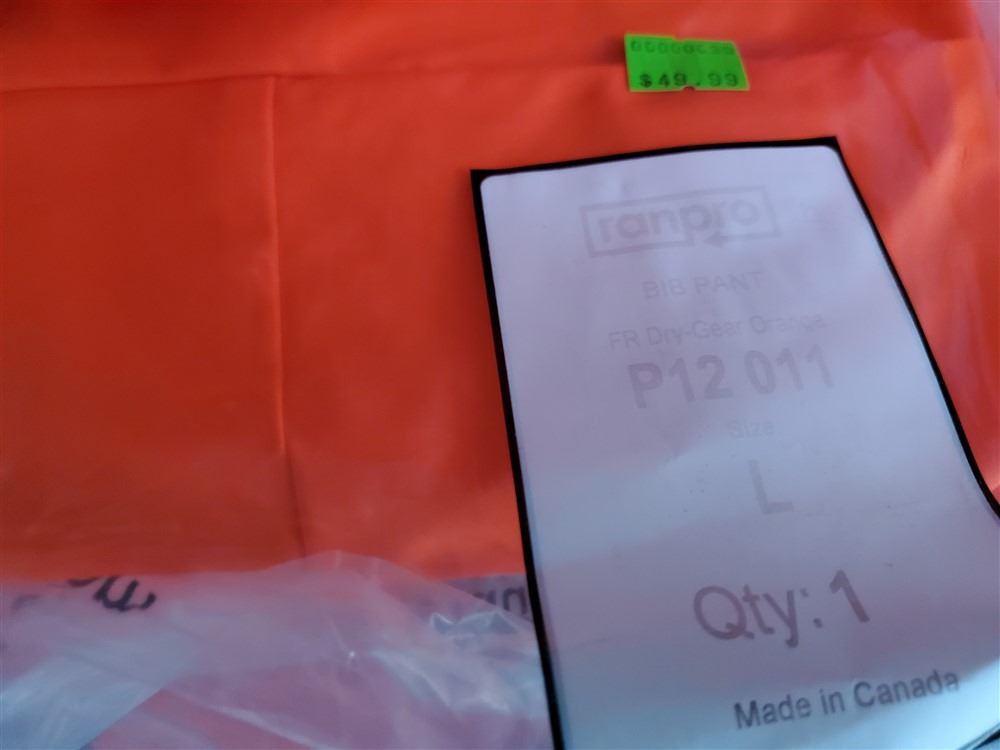 $49.99
ranpro
BIB PANT
FR Dry-Gear Orange
P12 011
Size
L
Qty: 1
Made in Canada